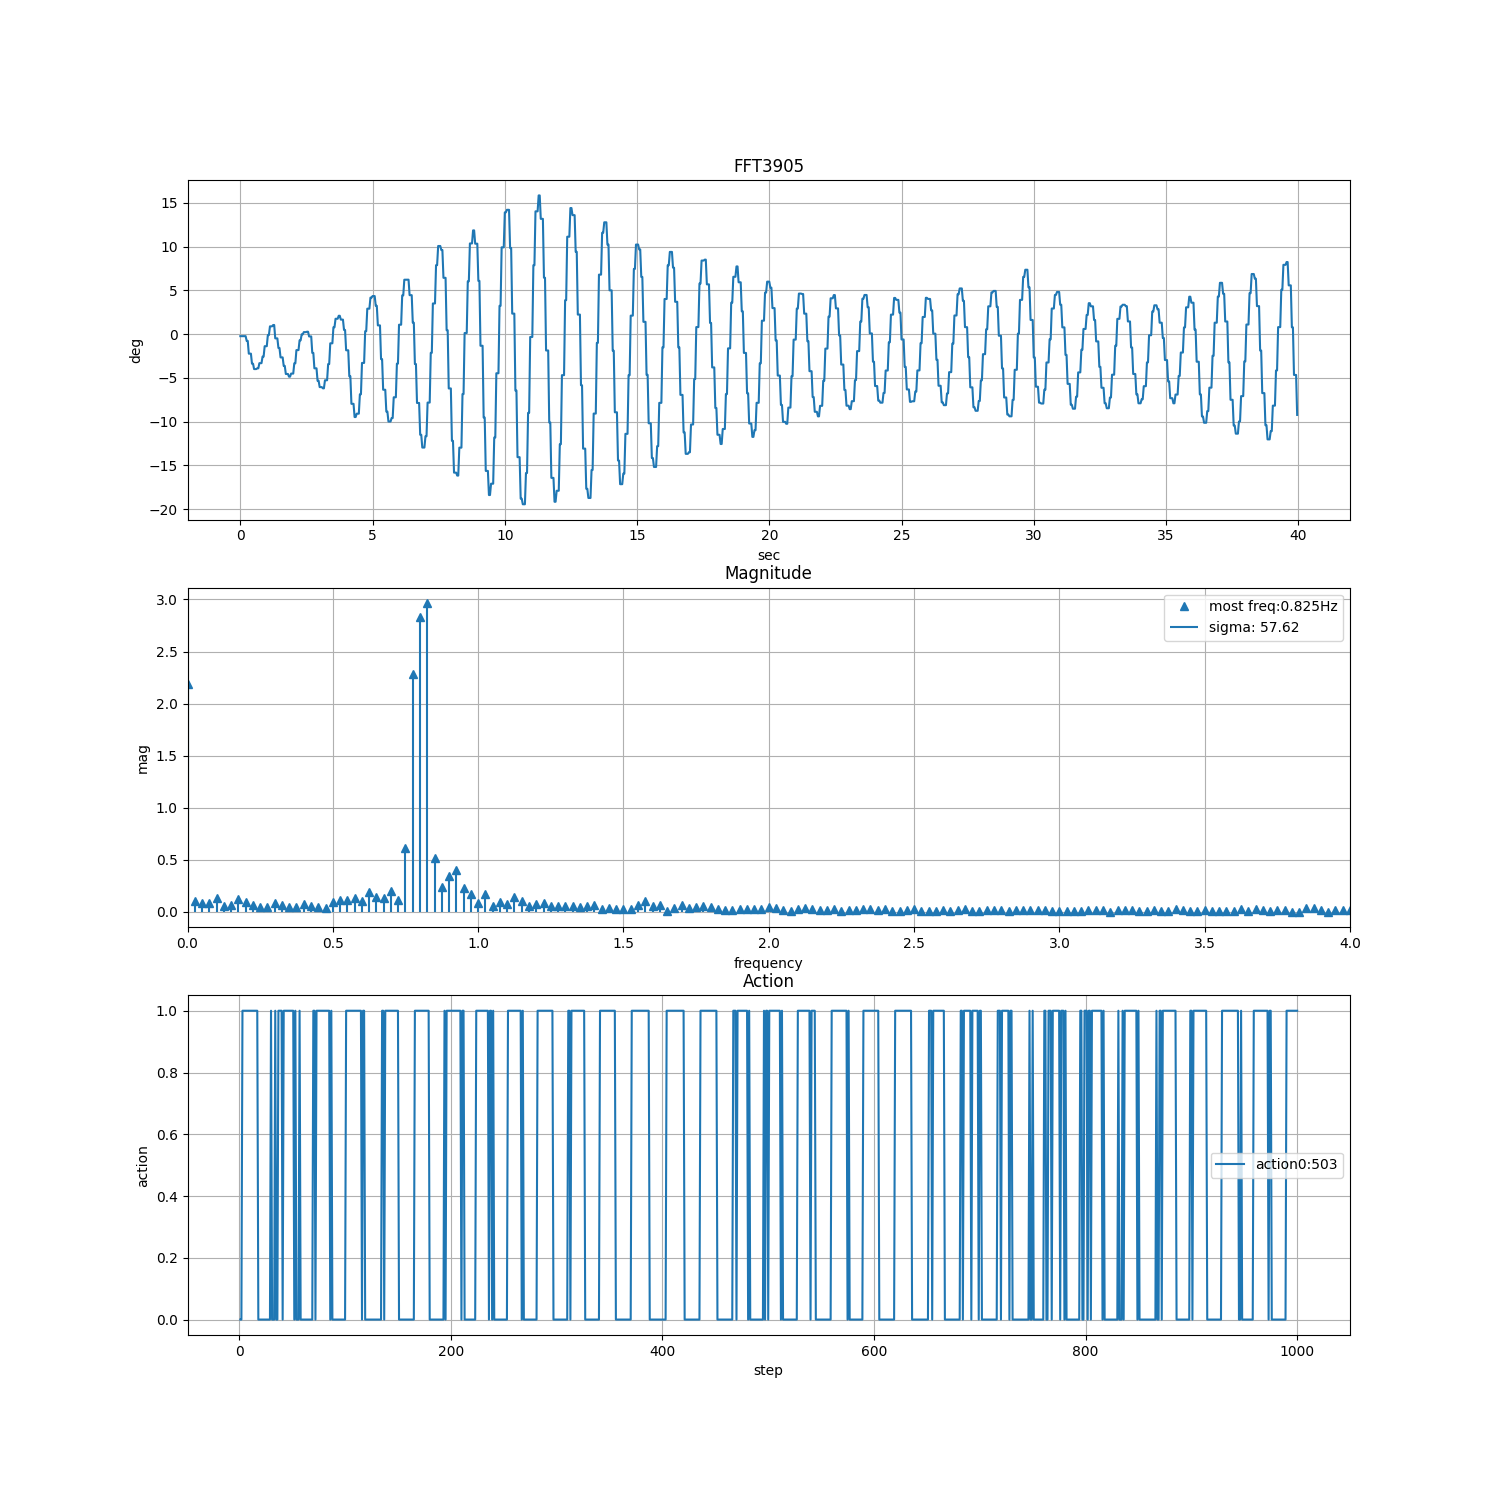 FFT3905
15
10
5
0
−5
−10
−15
−20
deg
0 5 10 15 20 25 30 35 40
sec
Magnitude
3.0
2.5
2.0
1.5
1.0
0.5
0.0
mag
most freq:0.825Hz
sigma: 57.62
0.0 0.5 1.0 1.5 2.0 2.5 3.0 3.5 4.0
frequency
Action
1.0
0.8
0.6
0.4
0.2
0.0
action
action0:503
0 200 400 600 800 1000
step